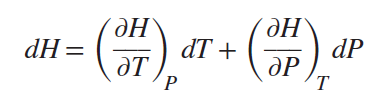 dH = (∂H/∂T)_P dT + (∂H/∂P)_T dP